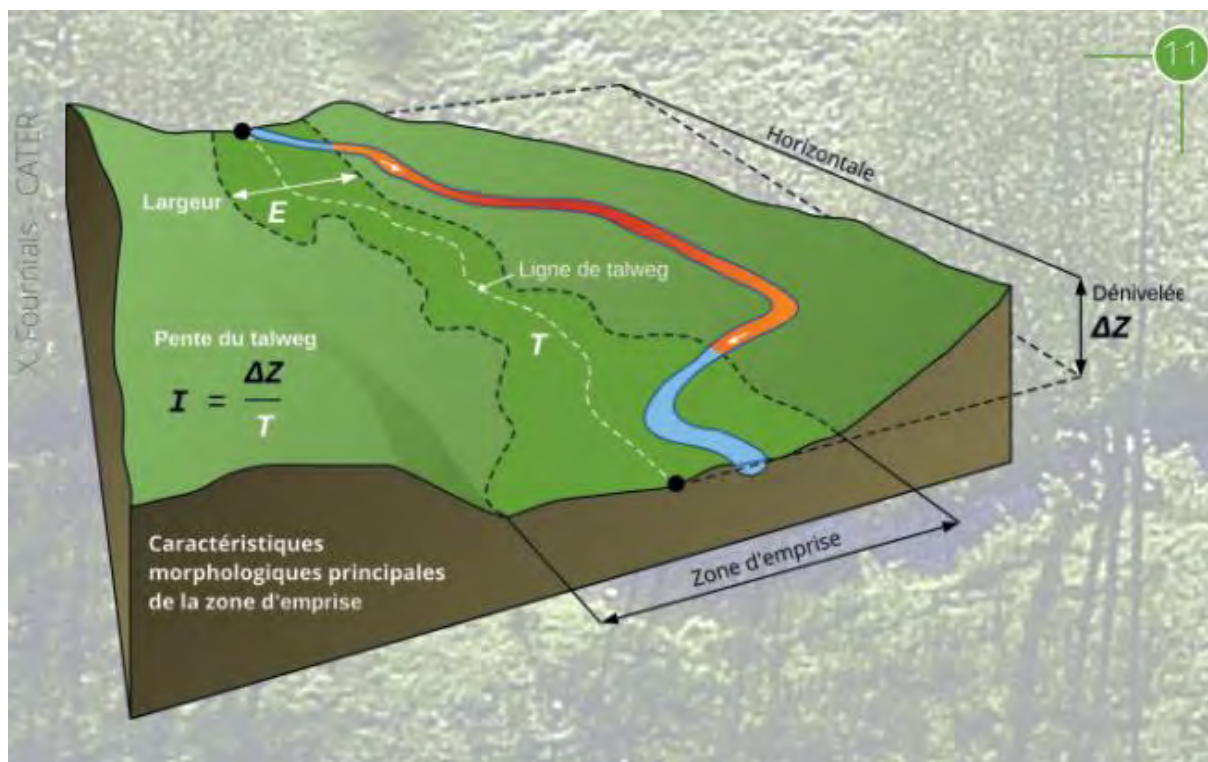 11
X. Fournials CATER
Horizontale
Largeur
E
Ligne de talweg
Dénivelée
ΔZ
T
Pente du talweg
I = ΔZ
T
Caractéristiques
morphologiques principales
de la zone d'emprise
Zone d'emprise